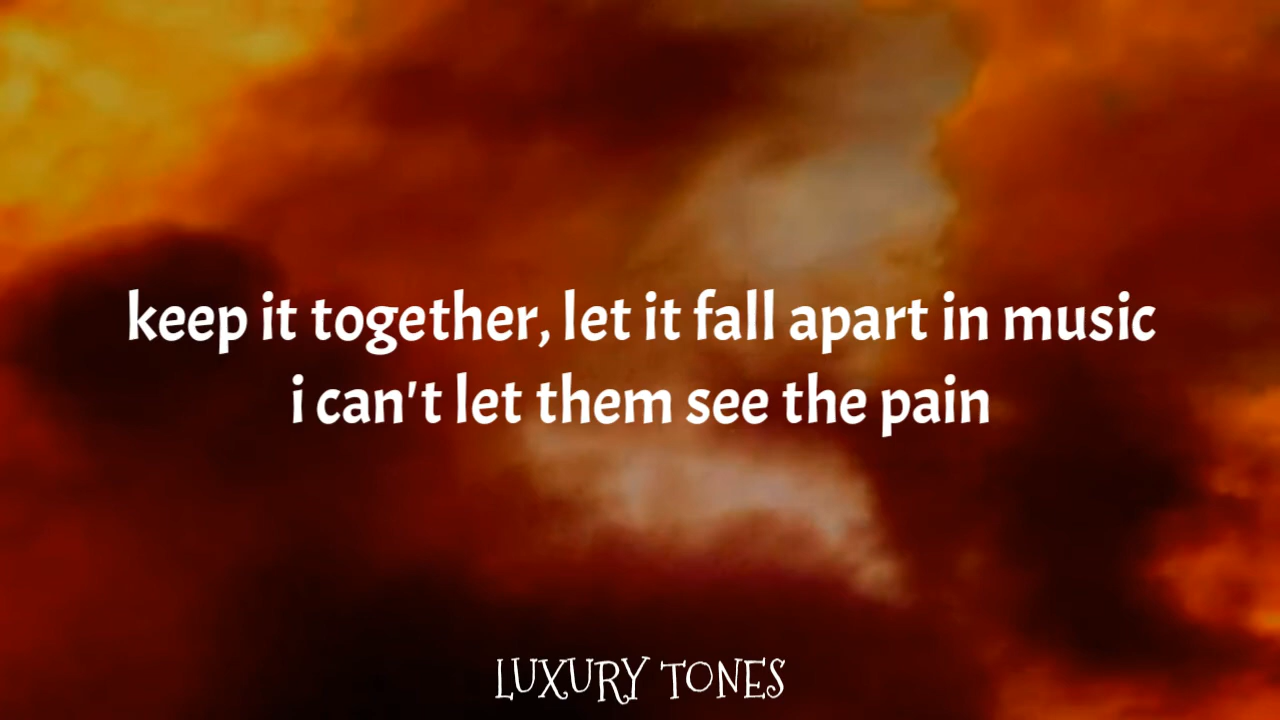 keep it together, let it fall apart in music
i can't let them see the pain
LUXURY TONES